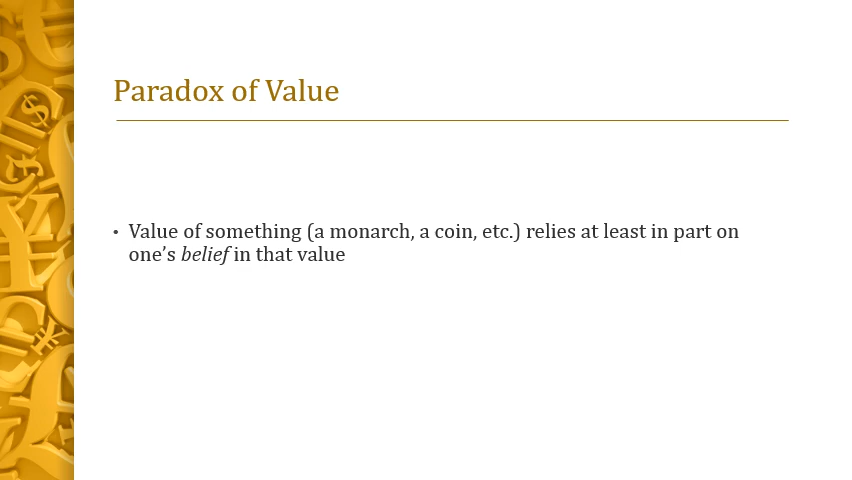 Paradox of Value
• Value of something (a monarch, a coin, etc.) relies at least in part on
one’s belief in that value